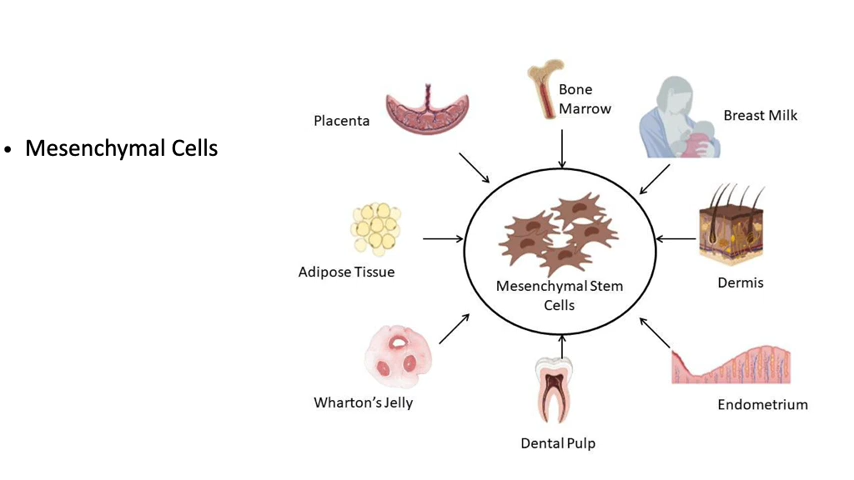 • Mesenchymal Cells
Placenta
Bone
Marrow
Breast Milk
Adipose Tissue
Mesenchymal Stem
Cells
Dermis
Wharton's Jelly
Dental Pulp
Endometrium